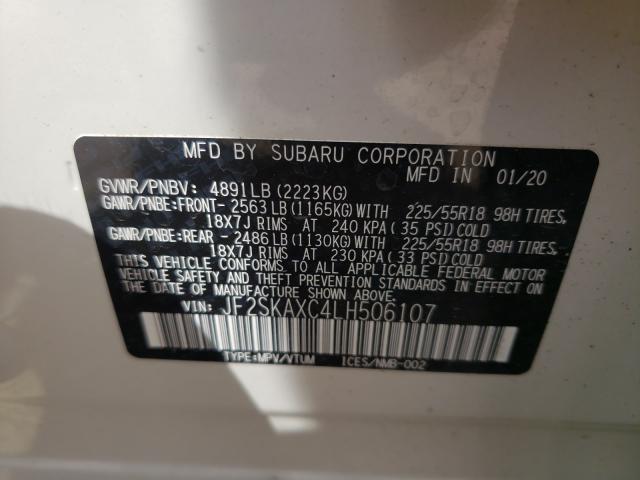 MFD BY SUBARU CORPORATION
MFD IN 01/20
GVWR/PNBV: 4891LB (2223KG)
GAWR/PNBE:FRONT-2563LB(1165KG)WITH 225/55R18 98H TIRES,
18X7J RIMS AT 240 KPA(35 PSI)COLD
GAWR/PNBE:REAR-2486LB(1130KG)WITH 225/55R18 98H TIRES,
18X7J RIMS AT 230 KPA(33 PSI)COLD
THIS VEHICLE CONFORMS TO ALL APPLICABLE FEDERAL MOTOR
VEHICLE SAFETY AND THEFT PREVENTION STANDARDS IN EFFECT ON
THE DATE OF MANUFACTURE SHOWN ABOVE.
VIN: JF2SKAXC4LH506107
TYPE:MPV/VTUM ICES/NMB-002